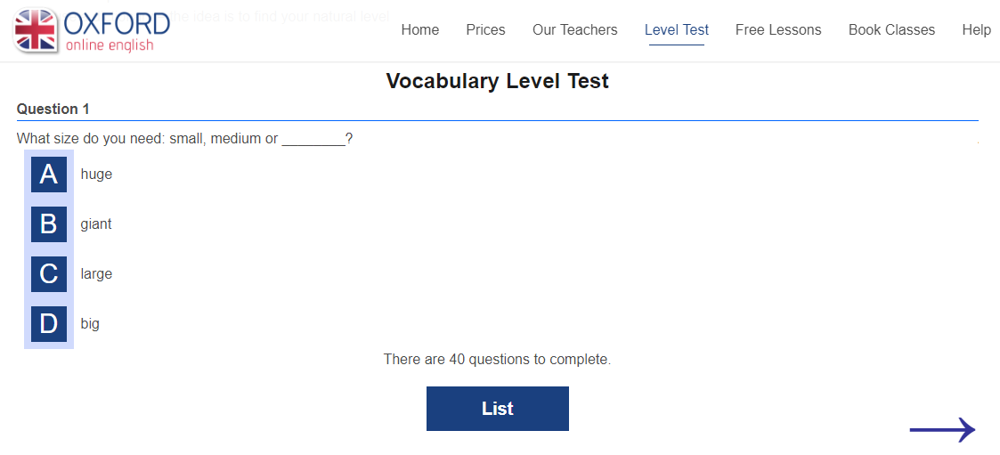 the idea is to find your natural level
OXFORD
online english
Home Prices Our Teachers Level Test Free Lessons Book Classes Help
Vocabulary Level Test
Question 1
What size do you need: small, medium or ________?
A huge
B giant
C large
D big
There are 40 questions to complete.
List